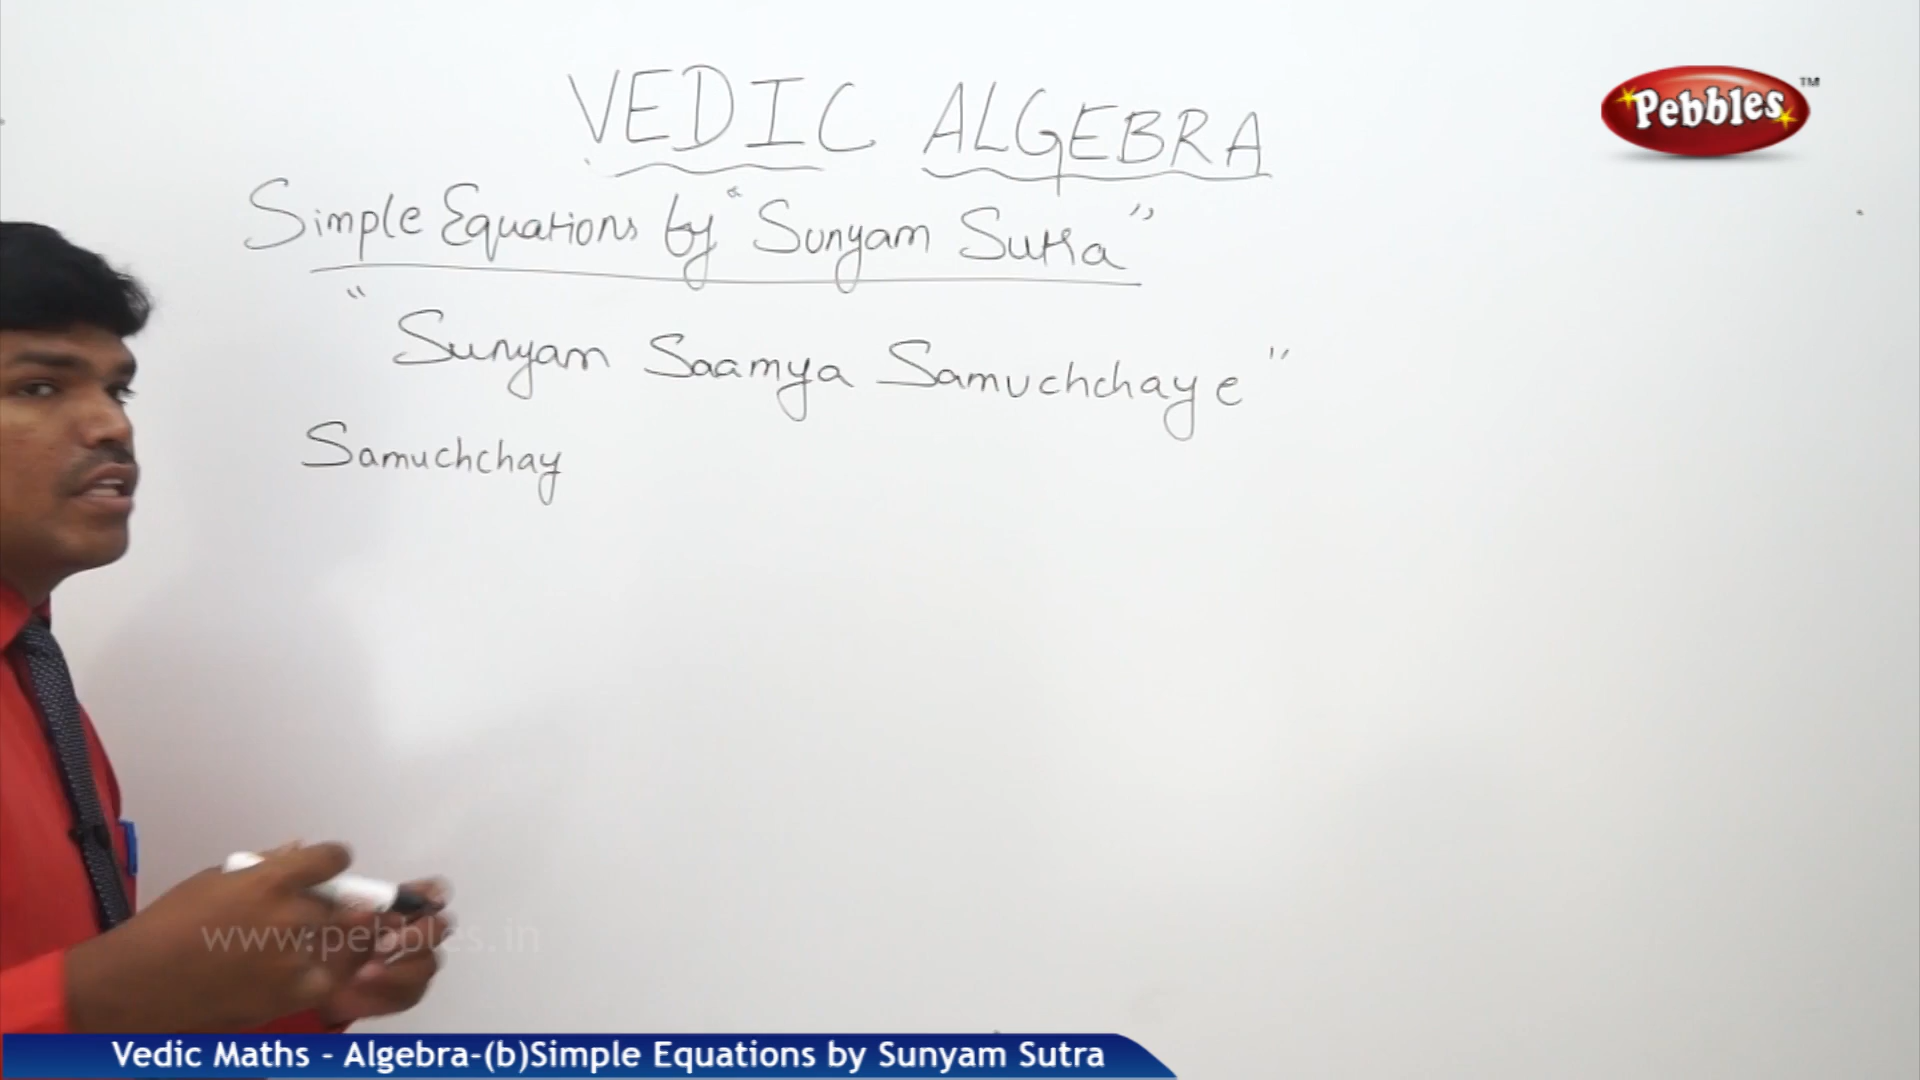 VEDIC ALGEBRA
Pebbles™
Simple Equations by "Sunyam Sutra"
"Sunyam Saamya Samuchchaye"
Samuchchay
www.pebbles.in
Vedic Maths - Algebra-(b)Simple Equations by Sunyam Sutra